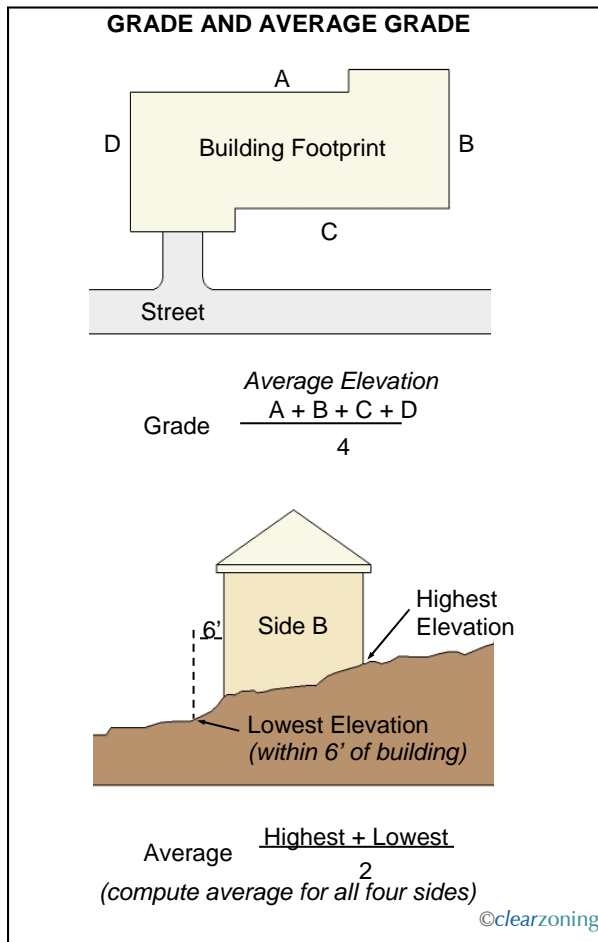 GRADE AND AVERAGE GRADE
A
D
Building Footprint
B
C
Street
Average Elevation
Grade
A + B + C + D
4
6’
Side B
Highest
Elevation
Lowest Elevation
(within 6’ of building)
Average
Highest + Lowest
2
(compute average for all four sides)
©clearzoning